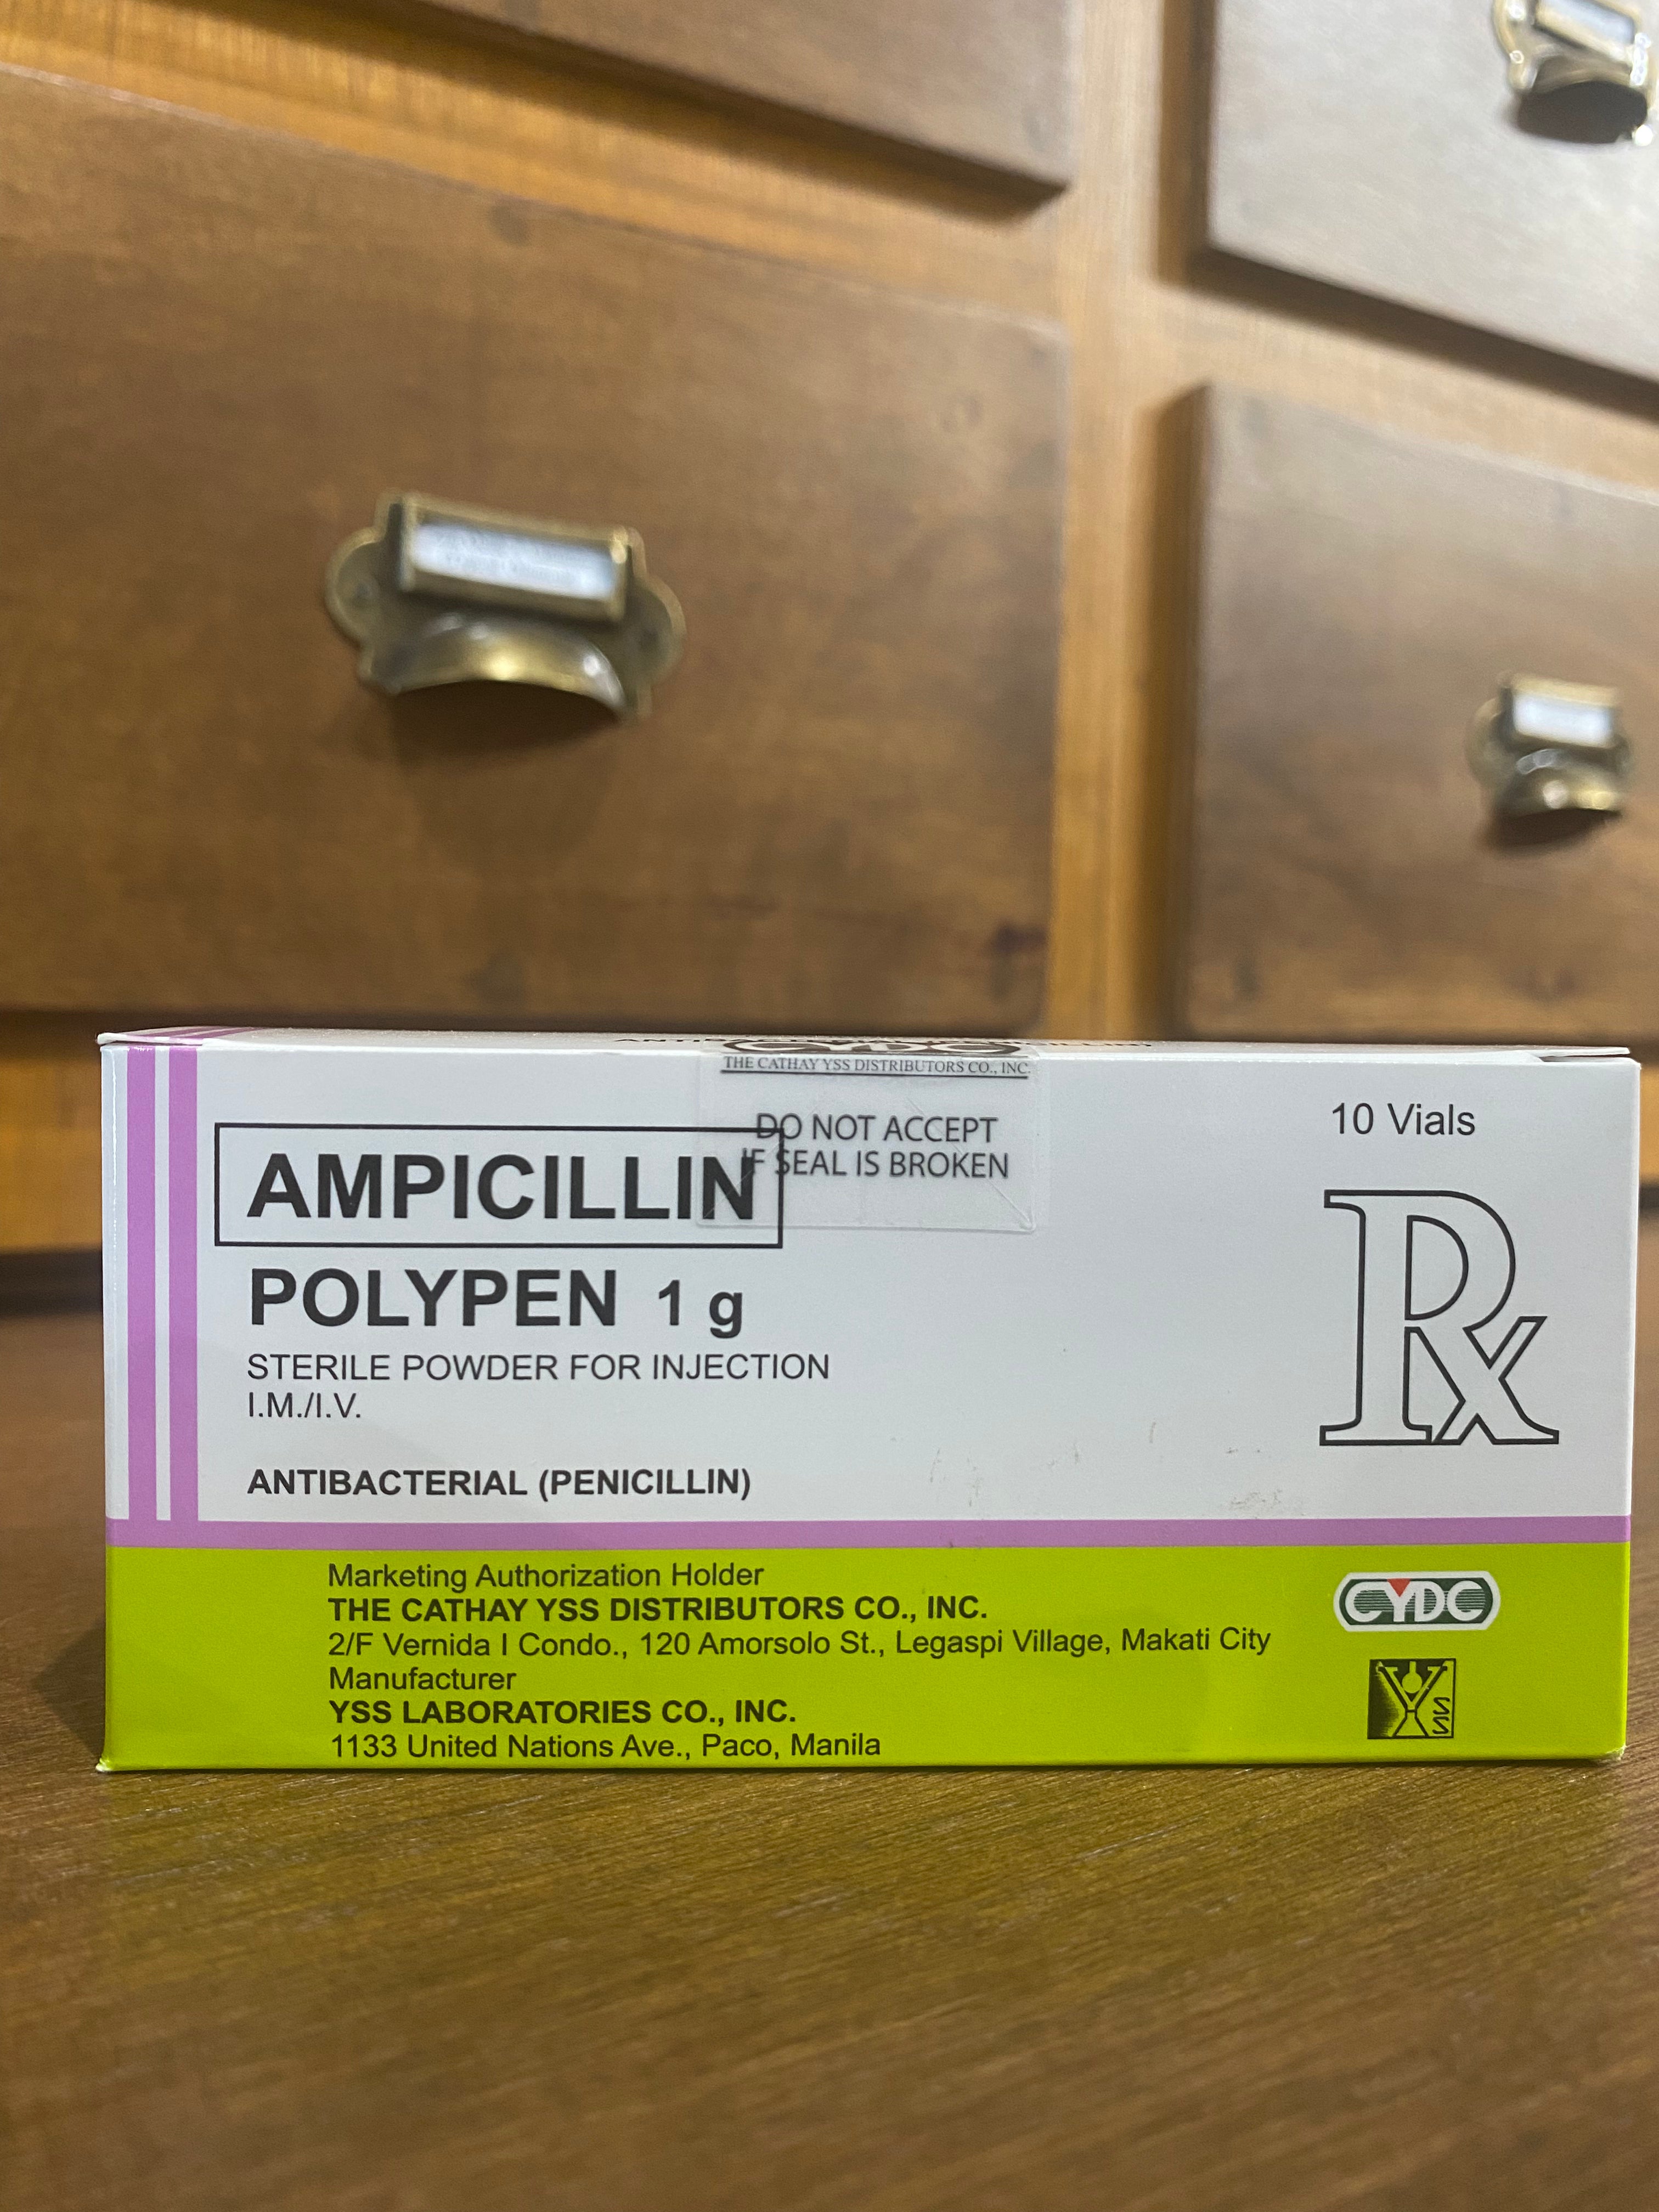 THE CATHAY YSS DISTRIBUTORS CO., INC.
DO NOT ACCEPT
IF SEAL IS BROKEN
10 Vials
AMPICILLIN
Rx
POLYPEN 1 g
STERILE POWDER FOR INJECTION
I.M./I.V.
ANTIBACTERIAL (PENICILLIN)
Marketing Authorization Holder
THE CATHAY YSS DISTRIBUTORS CO., INC.
2/F Vernida I Condo., 120 Amorsolo St., Legaspi Village, Makati City
Manufacturer
YSS LABORATORIES CO., INC.
1133 United Nations Ave., Paco, Manila
CYDC
YSS